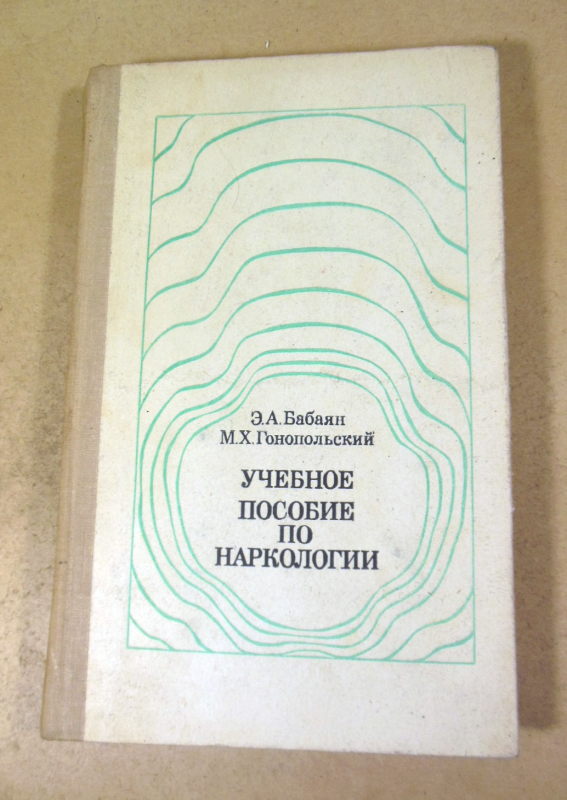 Э.А.Бабаян
М.Х.Гонопольский
УЧЕБНОЕ
ПОСОБИЕ
ПО
НАРКОЛОГИИ